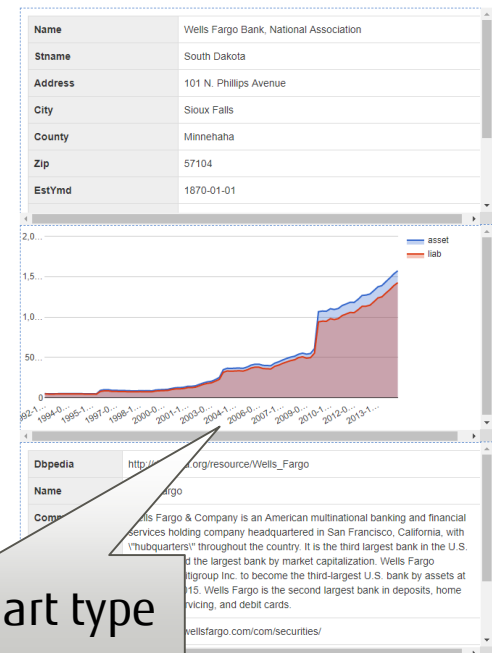 Name Wells Fargo Bank, National Association
Stname South Dakota
Address 101 N. Phillips Avenue
City Sioux Falls
County Minnehaha
Zip 57104
EstYmd 1870-01-01
2,0...
asset
liab
1,5...
1,0...
50...
0
1994-0... 1995-1... 1997-0... 1998-1... 2000-0... 2001-1... 2003-0... 2004-1... 2006-0... 2007-1... 2009-0... 2010-1... 2012-0... 2013-1...
Dbpedia http://
.org/resource/Wells_Fargo
Name
Wells Fargo & Company is an American multinational banking and financial
services holding company headquartered in San Francisco, California, with
\"hubquarters\" throughout the country. It is the third largest bank in the U.S.
the largest bank by market capitalization. Wells Fargo
Citigroup Inc. to become the third-largest U.S. bank by assets at
15. Wells Fargo is the second largest bank in deposits, home
and debit cards.
art type
wellsfargo.com/com/securities/